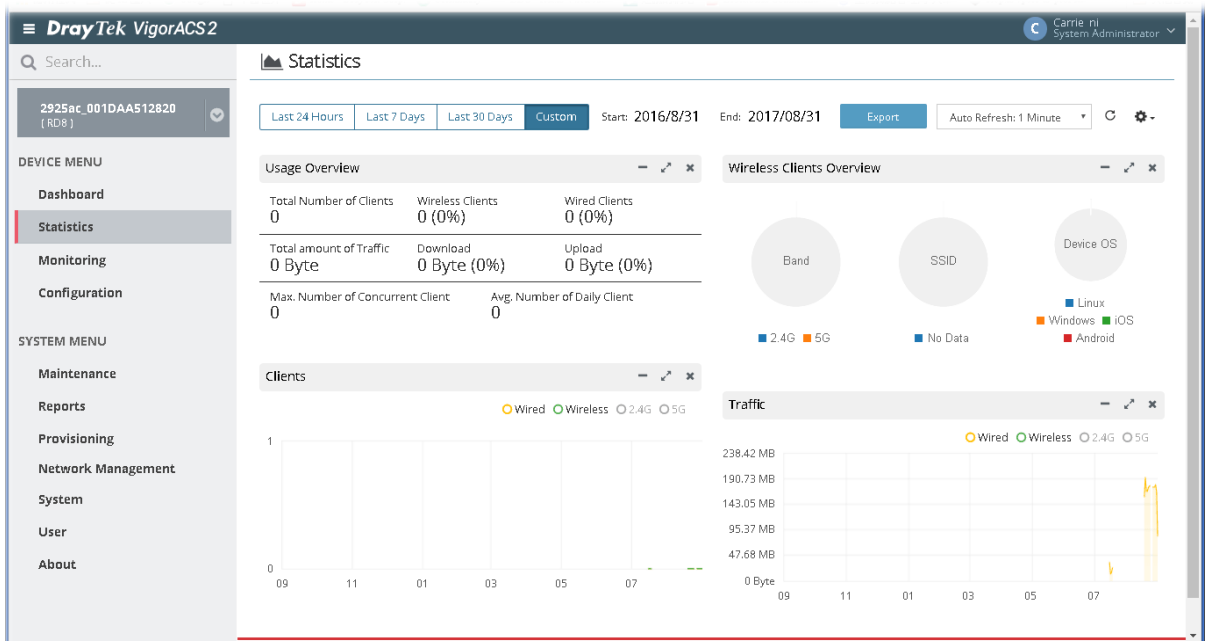 DrayTek VigorACS 2
C Carrie ni
System Administrator
Search...
2925ac_001DAA512820
( RD8 )
DEVICE MENU
Dashboard
Statistics
Monitoring
Configuration
SYSTEM MENU
Maintenance
Reports
Provisioning
Network Management
System
User
About
Statistics
Last 24 Hours Last 7 Days Last 30 Days Custom Start: 2016/8/31 End: 2017/08/31 Export Auto Refresh: 1 Minute
Usage Overview
Total Number of Clients Wireless Clients Wired Clients
0 0 (0%) 0 (0%)
Total amount of Traffic Download Upload
0 Byte 0 Byte (0%) 0 Byte (0%)
Max. Number of Concurrent Client Avg. Number of Daily Client
0 0
Wireless Clients Overview
Band SSID Device OS
2.4G 5G
No Data
Linux
Windows iOS
Android
Clients
Wired Wireless 2.4G 5G
1
0
09 11 01 03 05 07
Traffic
Wired Wireless 2.4G 5G
238.42 MB
190.73 MB
143.05 MB
95.37 MB
47.68 MB
0 Byte
09 11 01 03 05 07